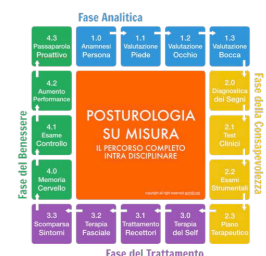 Fase Analitica
4.3
Passaparola
Proattivo
1.0
Anamnesi
Persona
1.1
Valutazione
Piede
1.2
Valutazione
Occhio
1.3
Valutazione
Bocca
4.2
Aumento
Performance
2.0
Diagnostica
dei Segni
4.1
Esame
Controllo
2.1
Test
Clinici
4.0
Memoria
Cervello
2.2
Esami
Strumentali
POSTUROLOGIA
SU MISURA
IL PERCORSO COMPLETO
INTRA DISCIPLINARE
3.3
Scomparsa
Sintomi
3.2
Terapia
Fasciale
3.1
Trattamento
Recettori
3.0
Terapia
del Self
2.3
Piano
Terapeutico
Fase del Benessere
Fase della Consapevolezza
Fase del Trattamento